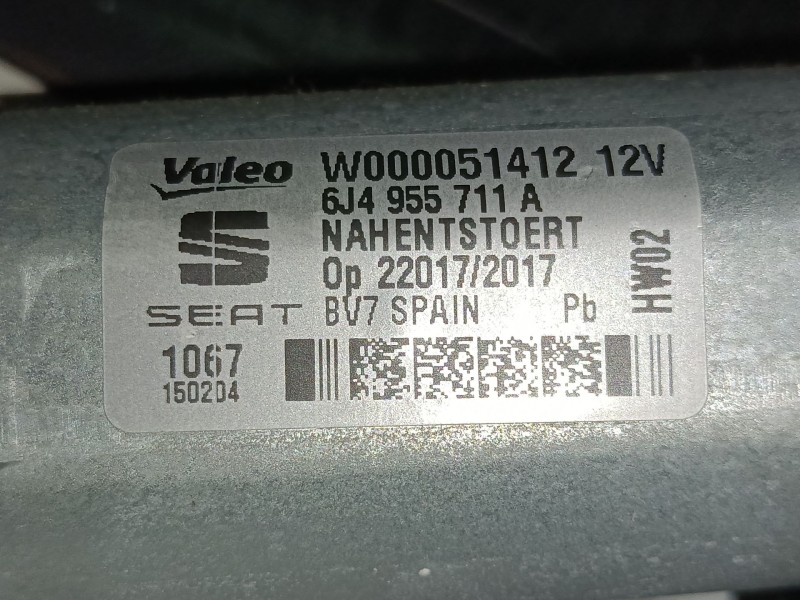 Valeo W000051412 12V
6J4 955 711 A
NAHENTSTOERT
Op 22017/2017
SEAT BV7 SPAIN Pb
HW02
1067
150204